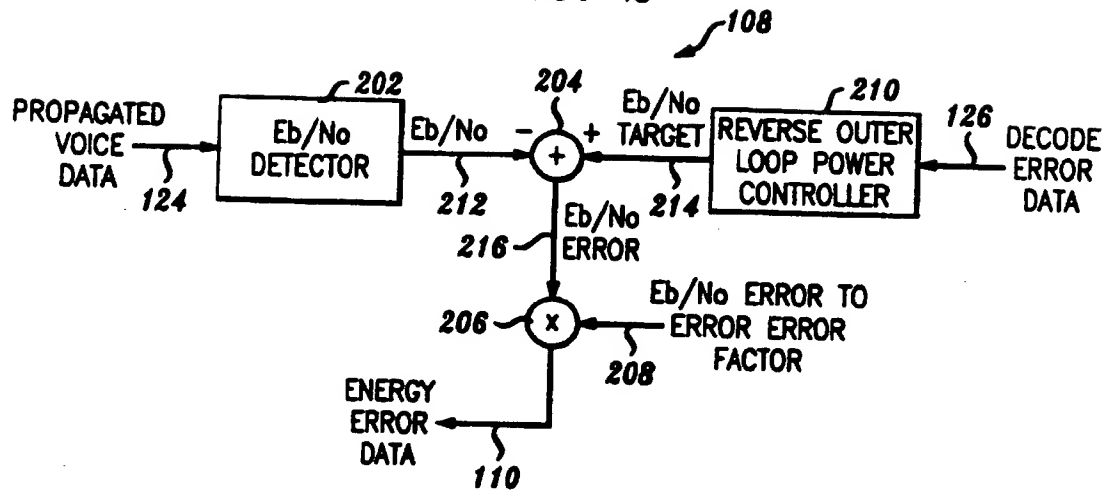 108
202
204
210
PROPAGATED
VOICE
DATA
124
Eb/No
DETECTOR
Eb/No
212
-
+
+
Eb/No
TARGET
214
REVERSE OUTER
LOOP POWER
CONTROLLER
126
DECODE
ERROR
DATA
216
Eb/No
ERROR
206
x
Eb/No ERROR TO
ERROR ERROR
FACTOR
208
ENERGY
ERROR
DATA
110